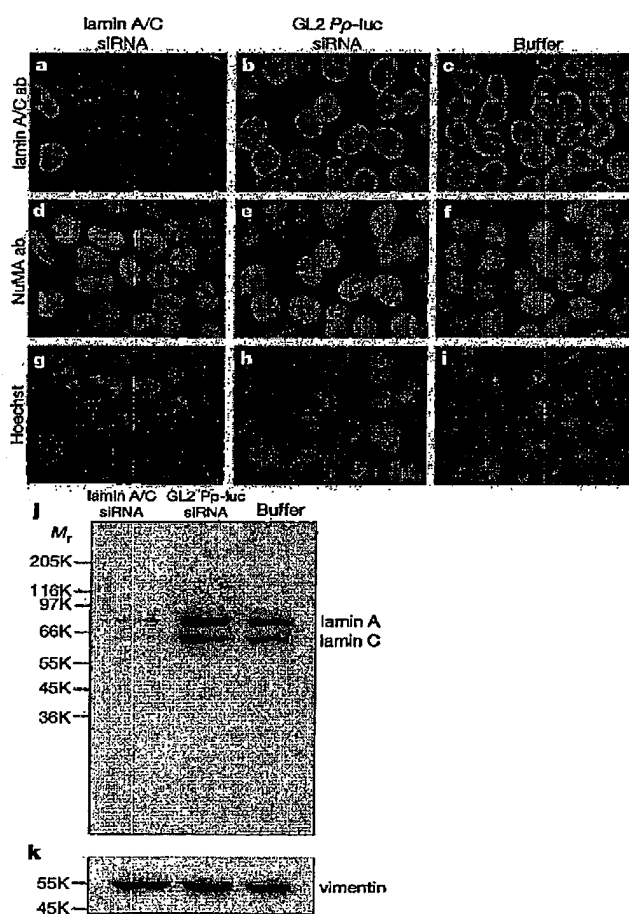 lamin A/C siRNA
GL2 Pp-luc siRNA
Buffer
lamin A/C ab
a
b
c
NuMA ab
d
e
f
Hoechst
g
h
i
j
lamin A/C siRNA
GL2 Pp-luc siRNA
Buffer
Mr
205K
116K
97K
66K
55K
45K
36K
lamin A
lamin C
k
55K
45K
vimentin